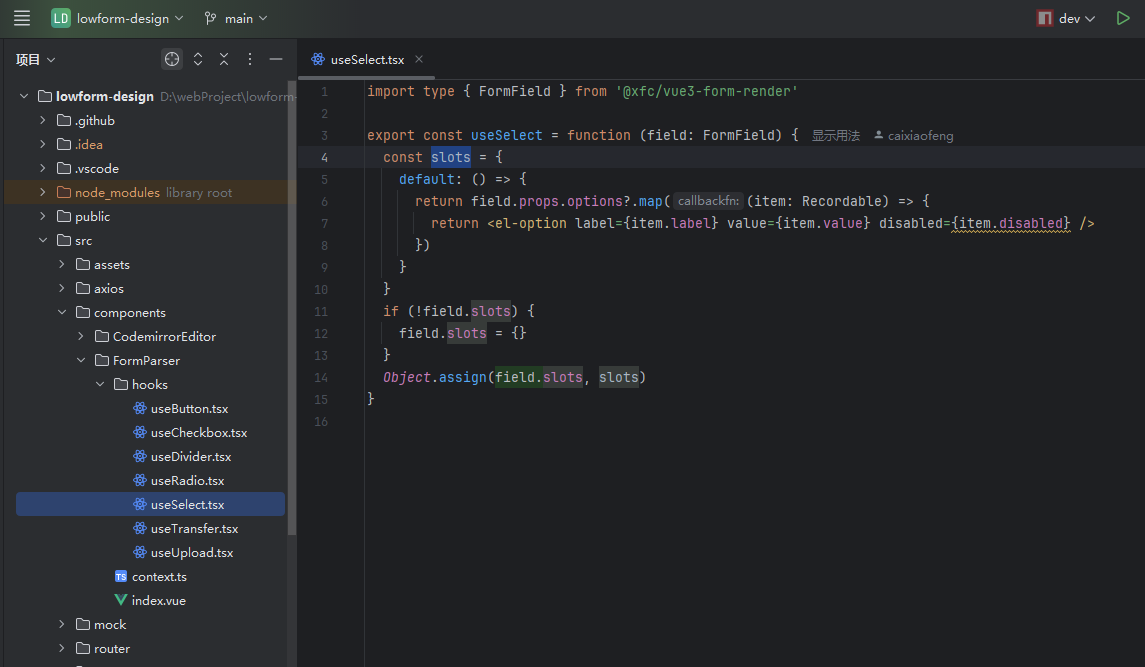 LD lowform-design main dev
项目
useSelect.tsx
lowform-design D:\webProject\lowform-
.github
.idea
.vscode
node_modules library root
public
src
assets
axios
components
CodemirrorEditor
FormParser
hooks
useButton.tsx
useCheckbox.tsx
useDivider.tsx
useRadio.tsx
useSelect.tsx
useTransfer.tsx
useUpload.tsx
TS context.ts
index.vue
mock
router
1 import type { FormField } from '@xfc/vue3-form-render'
2
3 export const useSelect = function (field: FormField) { 显示用法 caixiaofeng
4 const slots = {
5 default: () => {
6 return field.props.options?.map( callbackfn: (item: Recordable) => {
7 return <el-option label={item.label} value={item.value} disabled={item.disabled} />
8 })
9 }
10 }
11 if (!field.slots) {
12 field.slots = {}
13 }
14 Object.assign(field.slots, slots)
15 }
16